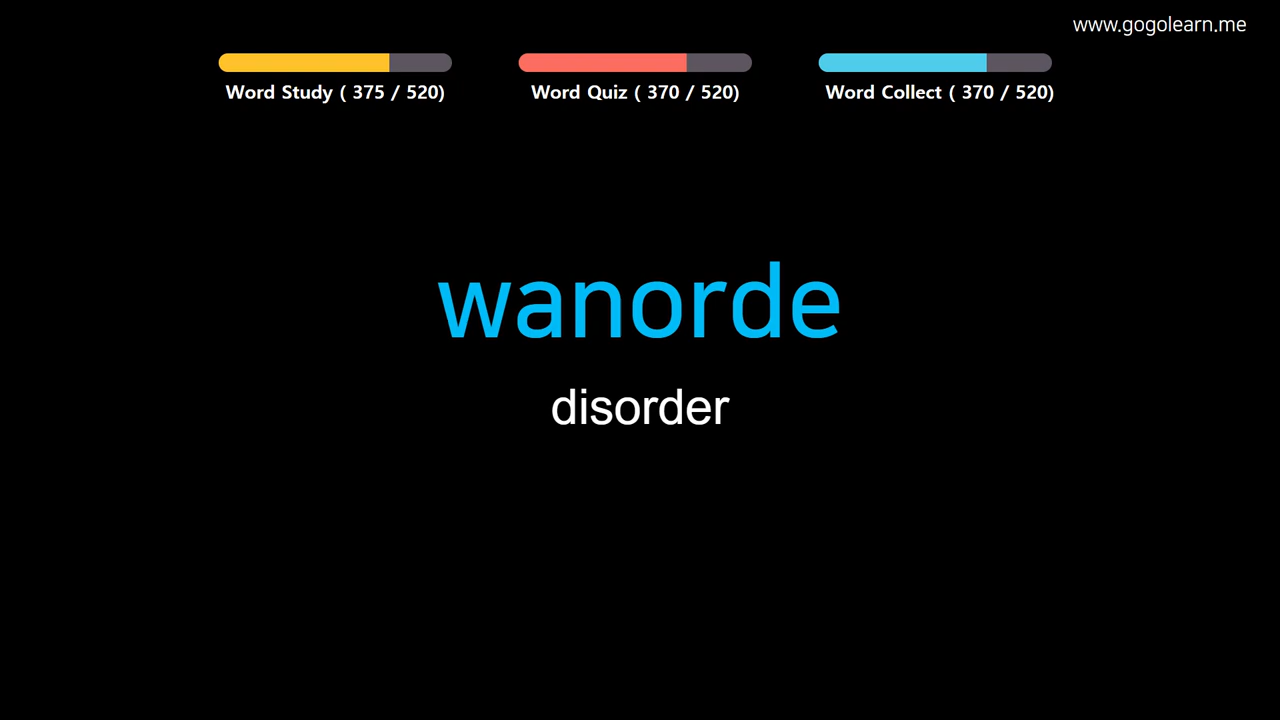 www.gogolearn.me
Word Study ( 375 / 520)
Word Quiz ( 370 / 520)
Word Collect ( 370 / 520)
wanorde
disorder